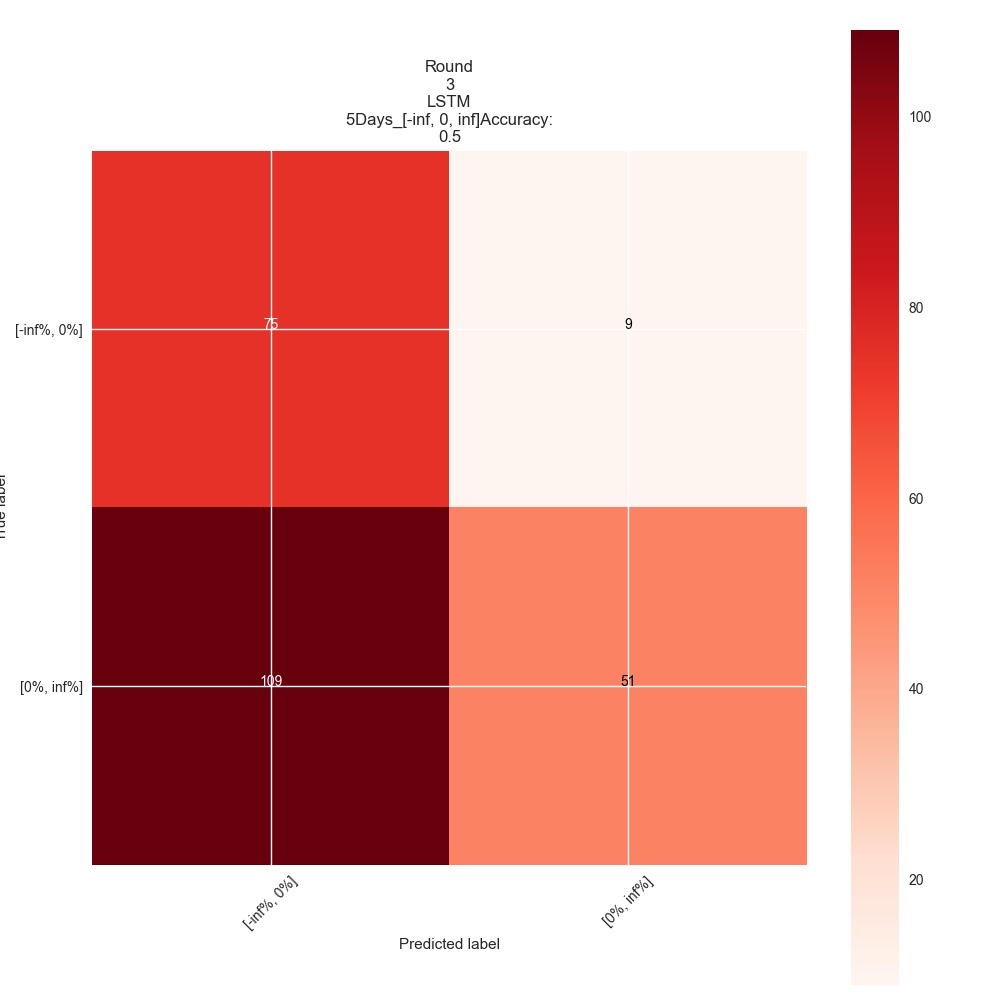 Round
3
LSTM
5Days_[-inf, 0, inf]Accuracy:
0.5
100
80
60
40
20
[-inf%, 0%]
75
9
[0%, inf%]
109
51
[-inf%, 0%]
[0%, inf%]
Predicted label